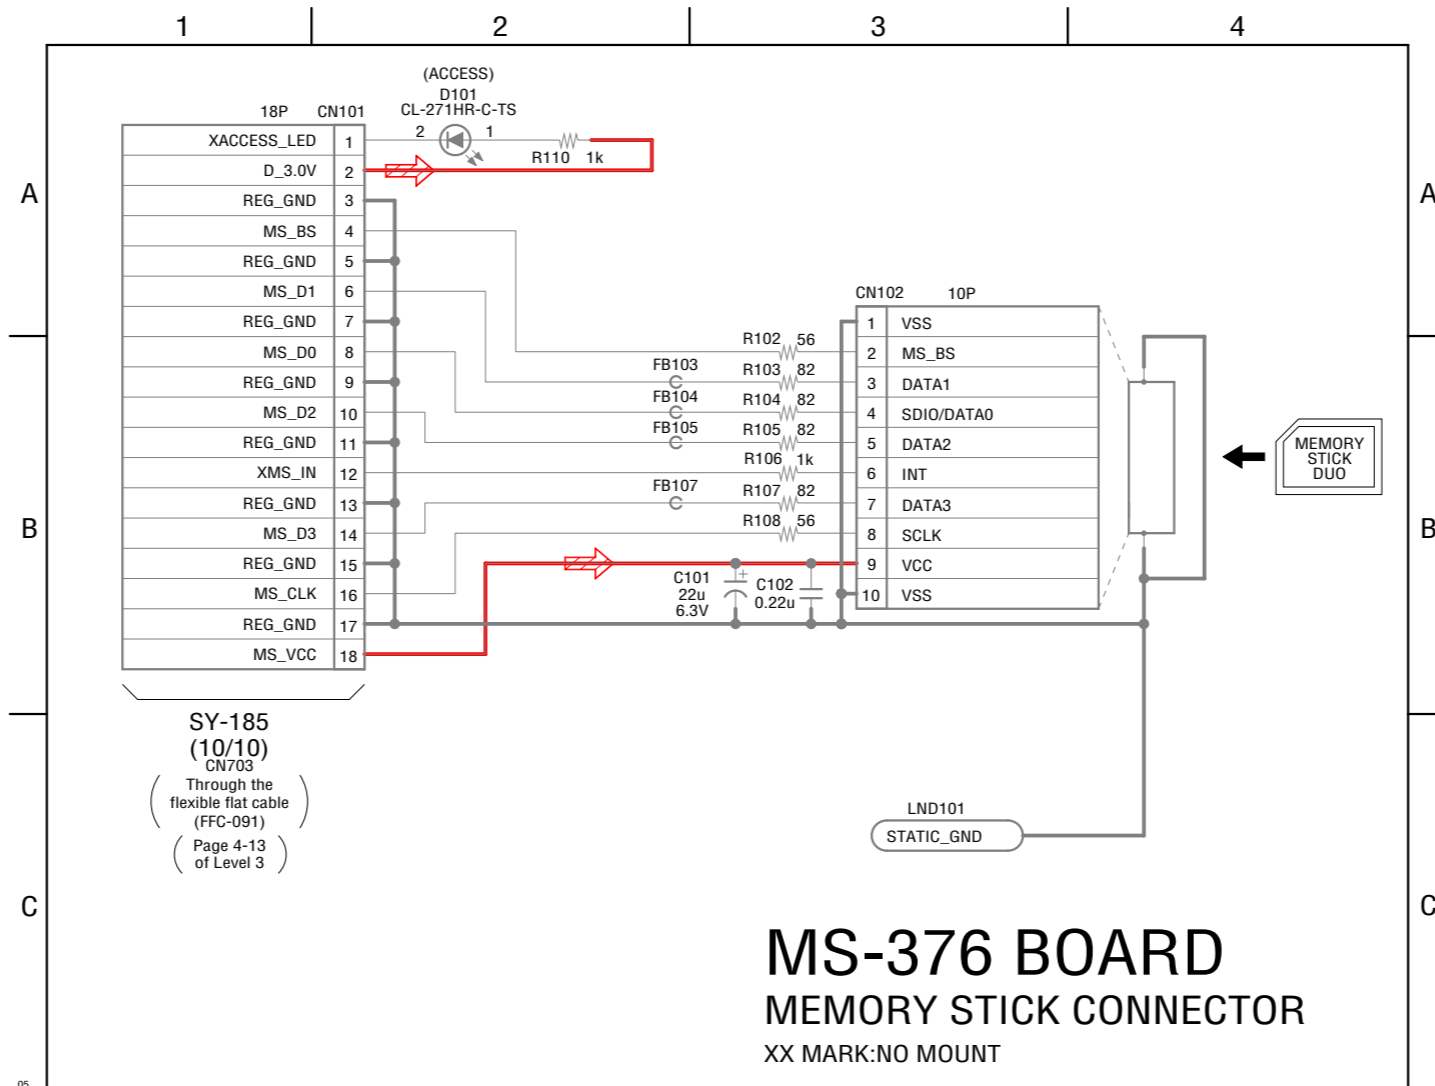 1 2 3 4
(ACCESS)
D101
CL-271HR-C-TS
18P CN101
2 1
R110 1k
XACCESS_LED 1
D_3.0V 2
REG_GND 3
MS_BS 4
REG_GND 5
MS_D1 6
REG_GND 7
MS_D0 8
REG_GND 9
MS_D2 10
REG_GND 11
XMS_IN 12
REG_GND 13
MS_D3 14
REG_GND 15
MS_CLK 16
REG_GND 17
MS_VCC 18
A A
B B
C C
FB103
FB104
FB105
FB107
R102 56
R103 82
R104 82
R105 82
R106 1k
R107 82
R108 56
C101
22u
6.3V
+
C102
0.22u
CN102 10P
1 VSS
2 MS_BS
3 DATA1
4 SDIO/DATA0
5 DATA2
6 INT
7 DATA3
8 SCLK
9 VCC
10 VSS
MEMORY
STICK
DUO
SY-185
(10/10)
CN703
Through the
flexible flat cable
(FFC-091)
Page 4-13
of Level 3
LND101
STATIC_GND
MS-376 BOARD
MEMORY STICK CONNECTOR
XX MARK:NO MOUNT
05